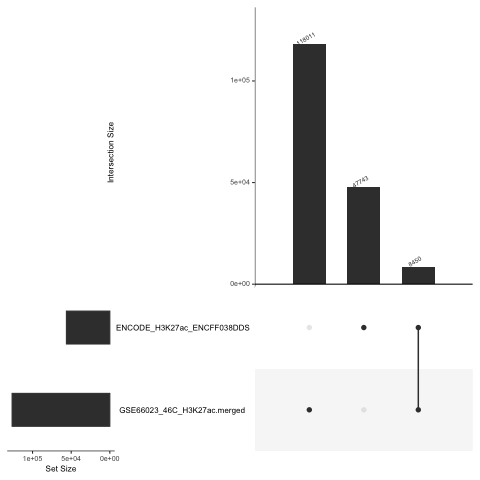 118011
1e+05
Intersection Size
47743
5e+04
8450
0e+00
ENCODE_H3K27ac_ENCFF038DDS
GSE66023_46C_H3K27ac.merged
1e+05 5e+04 0e+00
Set Size